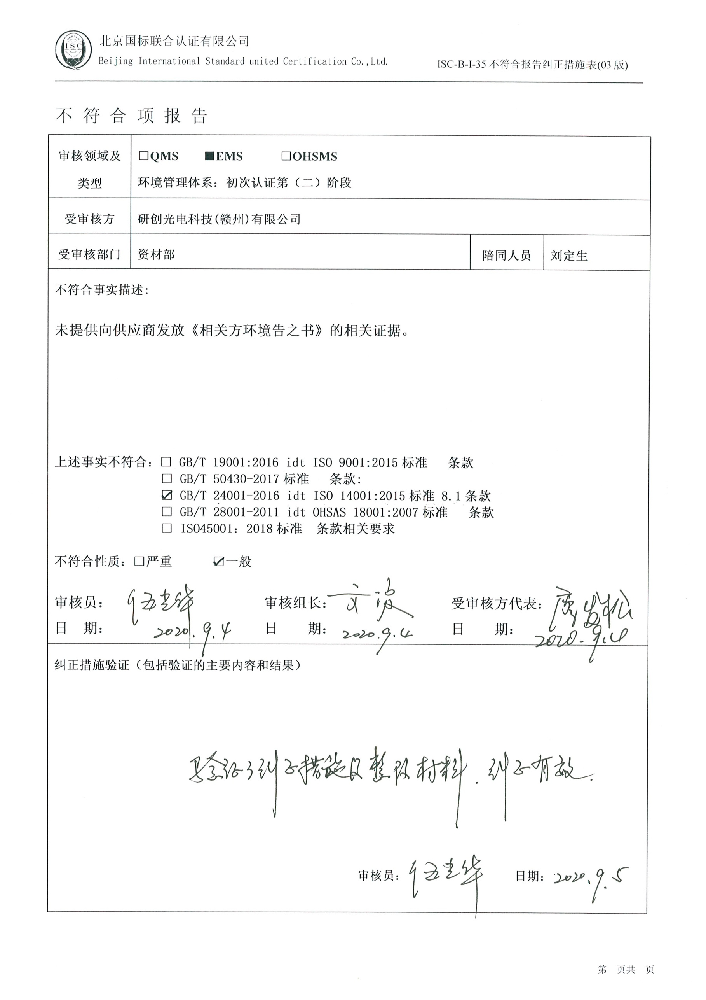 ISC
北京国标联合认证有限公司
Beijing International Standard united Certification Co.,Ltd.
ISC-B-I-35 不符合报告纠正措施表(03 版)
不符合项报告
审核领域及类型
□QMS ■EMS □OHSMS
环境管理体系：初次认证第（二）阶段
受审核方 研创光电科技(赣州)有限公司
受审核部门 资材部 陪同人员 刘定生
不符合事实描述:
未提供向供应商发放《相关方环境告之书》的相关证据。
上述事实不符合：□ GB/T 19001:2016 idt ISO 9001:2015 标准 条款
□ GB/T 50430-2017 标准 条款:
☑ GB/T 24001-2016 idt ISO 14001:2015 标准 8.1 条款
□ GB/T 28001-2011 idt OHSAS 18001:2007 标准 条款
□ ISO45001：2018 标准 条款相关要求
不符合性质：□严重 ☑一般
审核员： 审核组长： 文波 受审核方代表： 廖发松
日 期： 2020.9.4 日 期： 2020.9.4 日 期： 2020.9.4
纠正措施验证（包括验证的主要内容和结果）
验证了纠正措施及整改材料.纠正有效.
审核员： 日期： 2020.9.5
第 页共 页